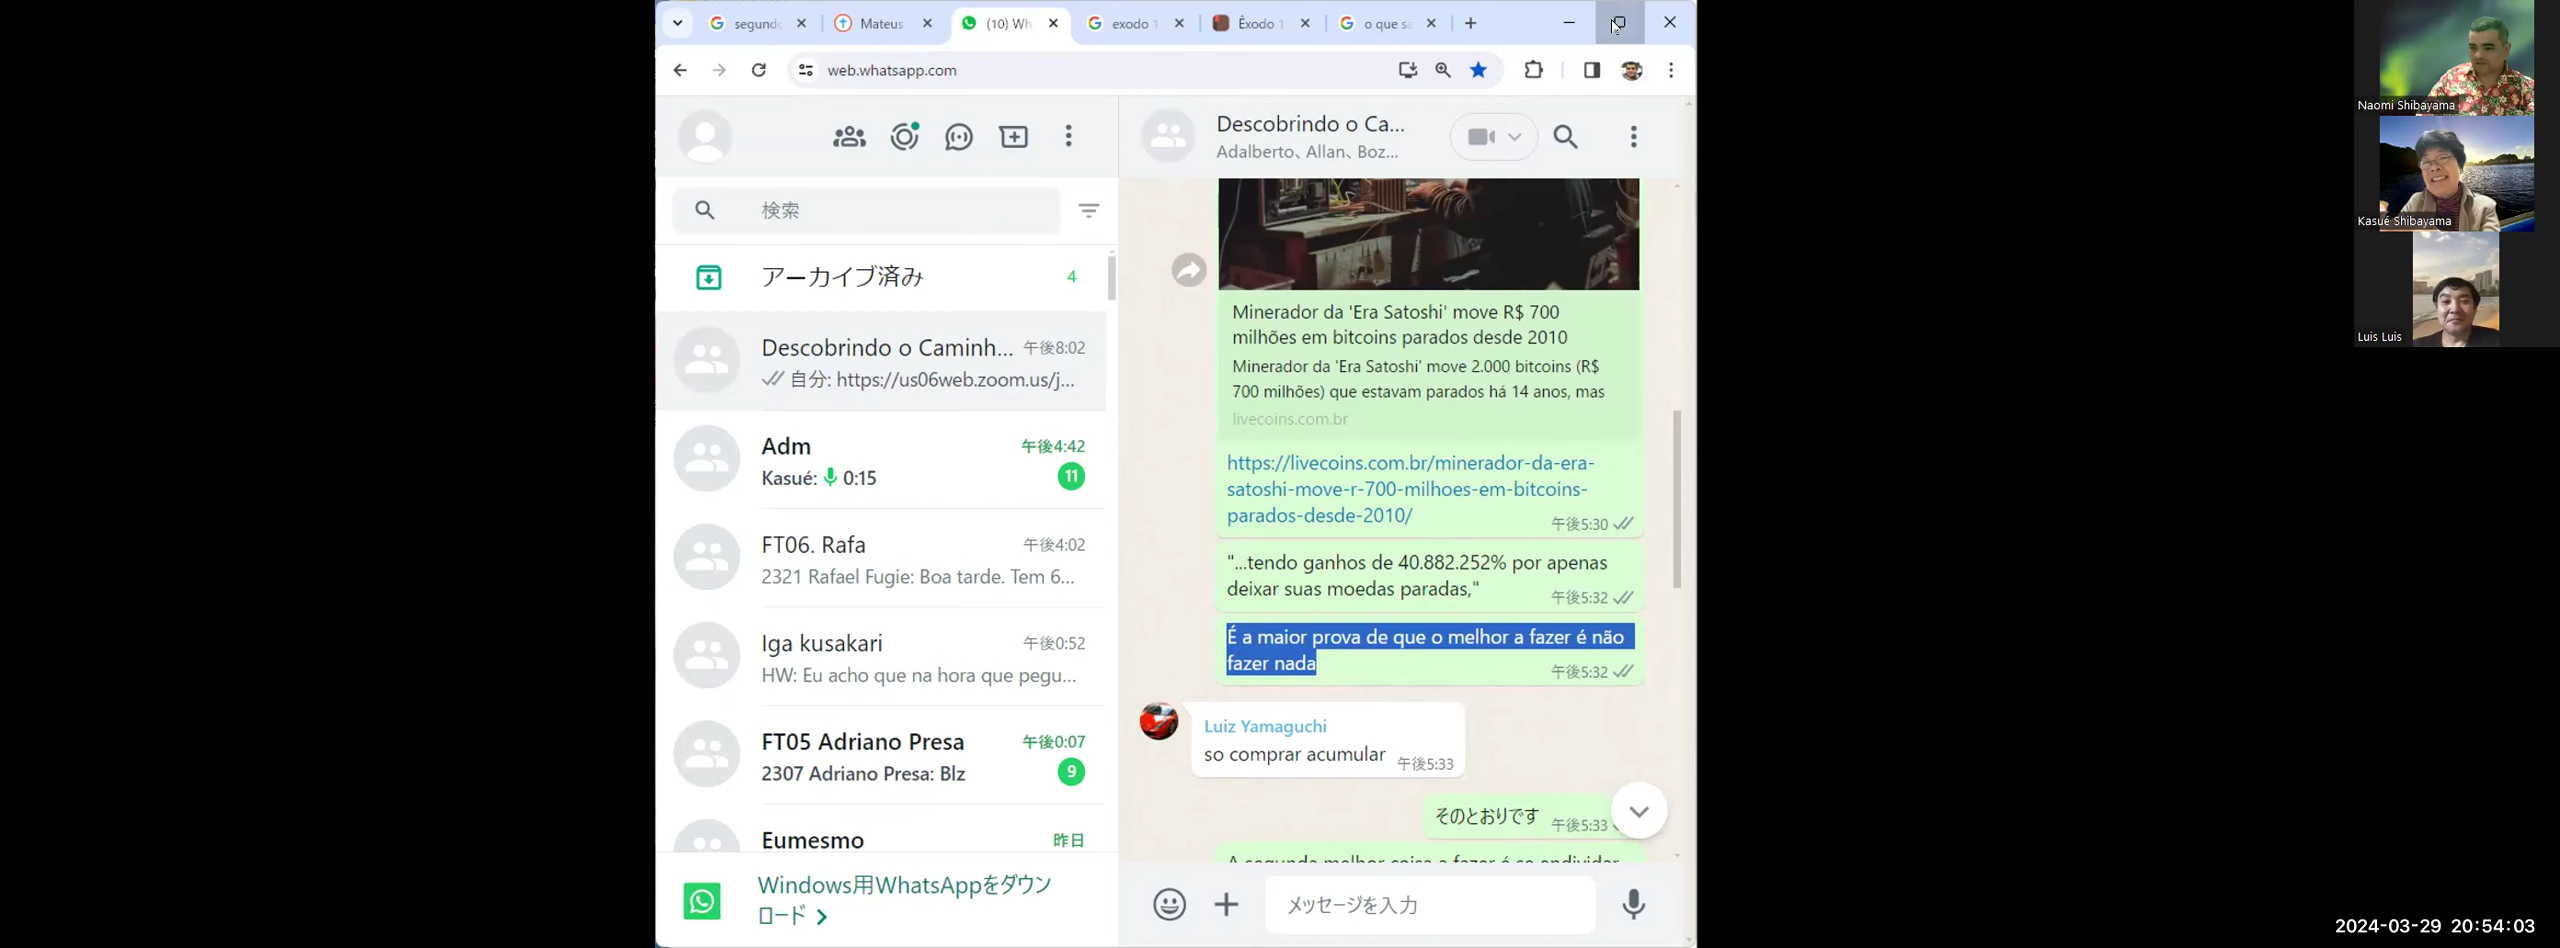 segundo
Mateus
(10) Wh
exodo 1
Êxodo 1
o que sa
web.whatsapp.com
検索
アーカイブ済み
4
Descobrindo o Caminh...
午後8:02
自分: https://us06web.zoom.us/j...
Adm
午後4:42
Kasué: 0:15
11
FT06. Rafa
午後4:02
2321 Rafael Fugie: Boa tarde. Tem 6...
Iga kusakari
午後0:52
HW: Eu acho que na hora que pegu...
FT05 Adriano Presa
午後0:07
2307 Adriano Presa: Blz
9
Eumesmo
昨日
Windows用WhatsAppをダウン
ロード
Descobrindo o Ca...
Adalberto、Allan、Boz...
Minerador da 'Era Satoshi' move R$ 700
milhões em bitcoins parados desde 2010
Minerador da 'Era Satoshi' move 2.000 bitcoins (R$
700 milhões) que estavam parados há 14 anos, mas
livecoins.com.br
https://livecoins.com.br/minerador-da-era-
satoshi-move-r-700-milhoes-em-bitcoins-
parados-desde-2010/
午後5:30
"...tendo ganhos de 40.882.252% por apenas
deixar suas moedas paradas,"
午後5:32
É a maior prova de que o melhor a fazer é não
fazer nada
午後5:32
Luiz Yamaguchi
so comprar acumular
午後5:33
そのとおりです
午後5:33
A segunda melhor coisa a fazer é se endividar
メッセージを入力
Naomi Shibayama
Kasué Shibayama
Luis Luis
2024-03-29 20:54:03